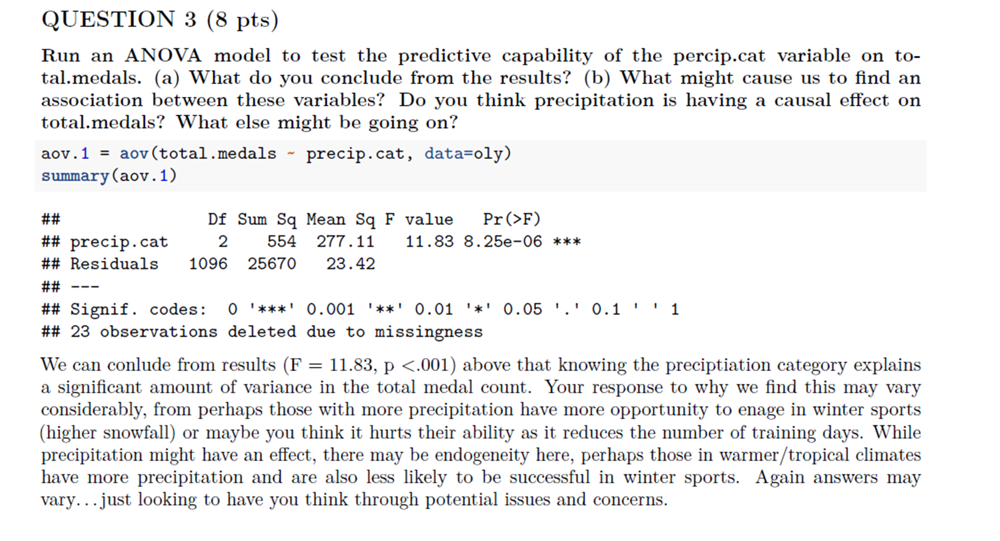 QUESTION 3 (8 pts)
Run an ANOVA model to test the predictive capability of the percip.cat variable on to-
tal.medals. (a) What do you conclude from the results? (b) What might cause us to find an
association between these variables? Do you think precipitation is having a causal effect on
total.medals? What else might be going on?
aov.1 = aov(total.medals ~ precip.cat, data=oly)
summary(aov.1)
##               Df Sum Sq Mean Sq F value   Pr(>F)
## precip.cat     2    554  277.11   11.83 8.25e-06 ***
## Residuals   1096  25670   23.42
## ---
## Signif. codes:  0 '***' 0.001 '**' 0.01 '*' 0.05 '.' 0.1 ' ' 1
## 23 observations deleted due to missingness
We can conlude from results (F = 11.83, p <.001) above that knowing the preciptiation category explains
a significant amount of variance in the total medal count. Your response to why we find this may vary
considerably, from perhaps those with more precipitation have more opportunity to enage in winter sports
(higher snowfall) or maybe you think it hurts their ability as it reduces the number of training days. While
precipitation might have an effect, there may be endogeneity here, perhaps those in warmer/tropical climates
have more precipitation and are also less likely to be successful in winter sports. Again answers may
vary...just looking to have you think through potential issues and concerns.